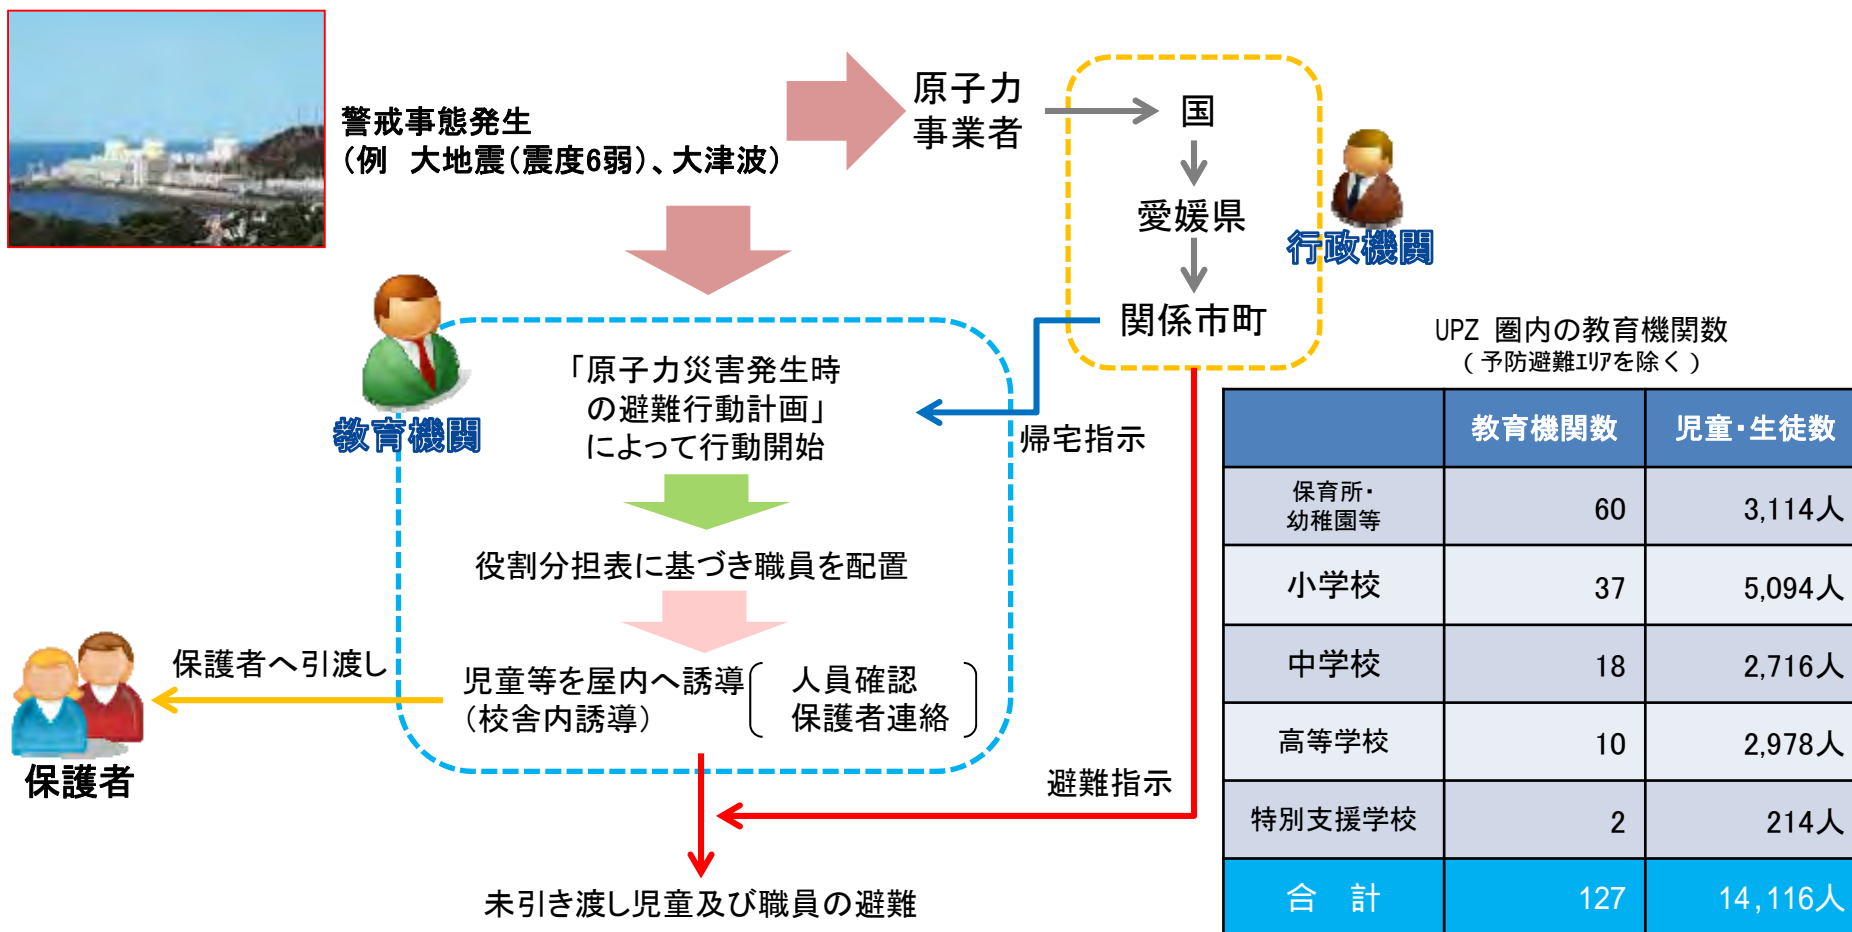 警戒事態発生
（例　大地震（震度6弱）、大津波）
原子力
事業者
国
愛媛県
関係市町
行政機関
教育機関
「原子力災害発生時
の避難行動計画」
によって行動開始
帰宅指示
役割分担表に基づき職員を配置
保護者へ引渡し
児童等を屋内へ誘導
（校舎内誘導）
人員確認
保護者連絡
保護者
避難指示
未引き渡し児童及び職員の避難
UPZ 圏内の教育機関数
（予防避難ｴﾘｱを除く）
教育機関数 児童・生徒数
保育所・
幼稚園等 60 3,114人
小学校 37 5,094人
中学校 18 2,716人
高等学校 10 2,978人
特別支援学校 2 214人
合　計 127 14,116人